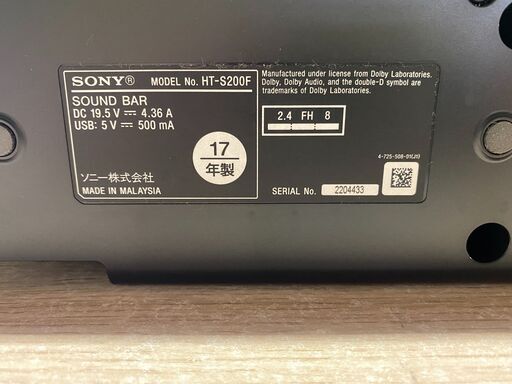 SONY® MODEL No. HT-S200F
SOUND BAR
DC 19.5 V ⎓ 4.36 A
USB: 5 V ⎓ 500 mA
17
年製
ソニー株式会社
MADE IN MALAYSIA
Manufactured under license from Dolby Laboratories.
Dolby, Dolby Audio, and the double-D symbol are
trademarks of Dolby Laboratories.
2.4 FH 8
4-725-508-01(J1)
SERIAL No. 2204433